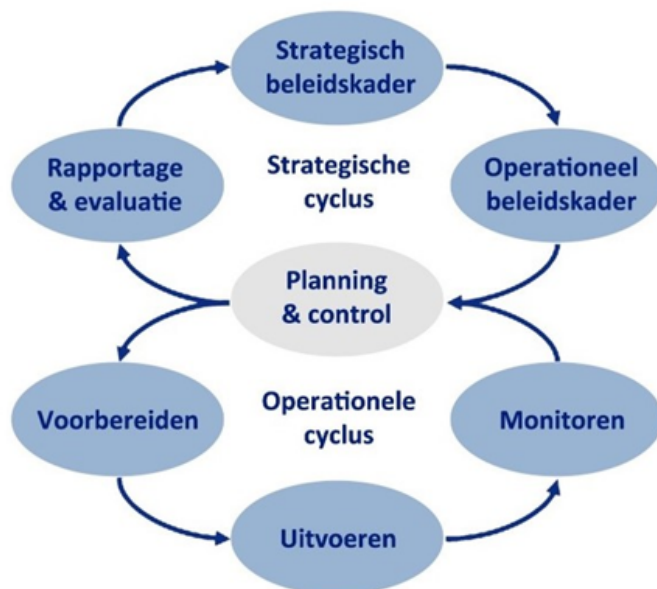 Strategisch
beleidskader
Rapportage
& evaluatie
Strategische
cyclus
Operationeel
beleidskader
Planning
& control
Voorbereiden
Operationele
cyclus
Monitoren
Uitvoeren